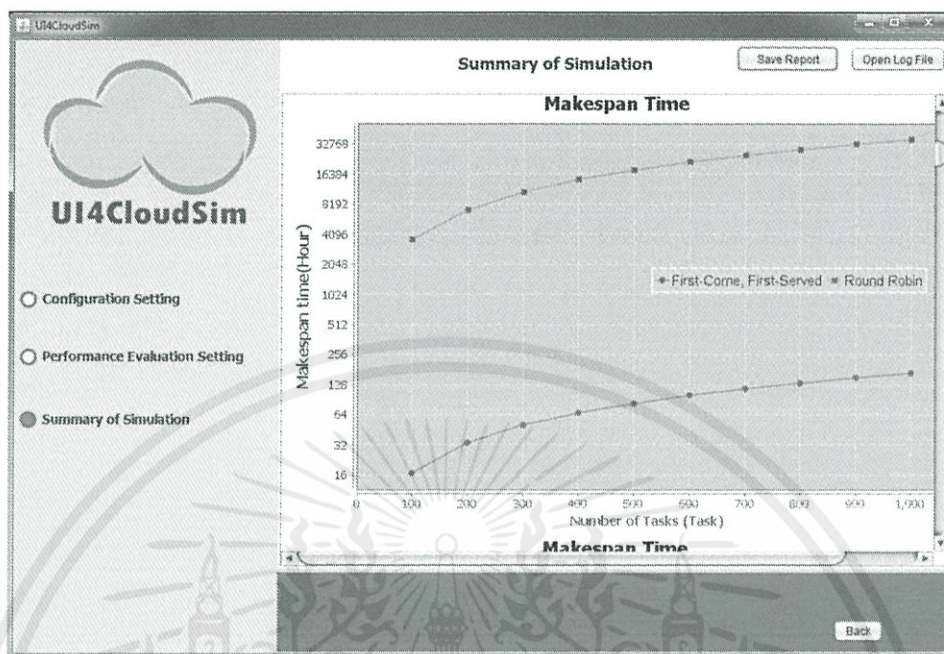 UI4CloudSim
Summary of Simulation
Save Report
Open Log File
UI4CloudSim
Configuration Setting
Performance Evaluation Setting
Summary of Simulation
Makespan Time
Makespan time(Hour)
32768
16384
8192
4096
2048
1024
512
256
128
64
32
16
First-Come, First-Served
Round Robin
0 100 200 300 400 500 600 700 800 900 1,000
Number of Tasks (Task)
Makespan Time
Back